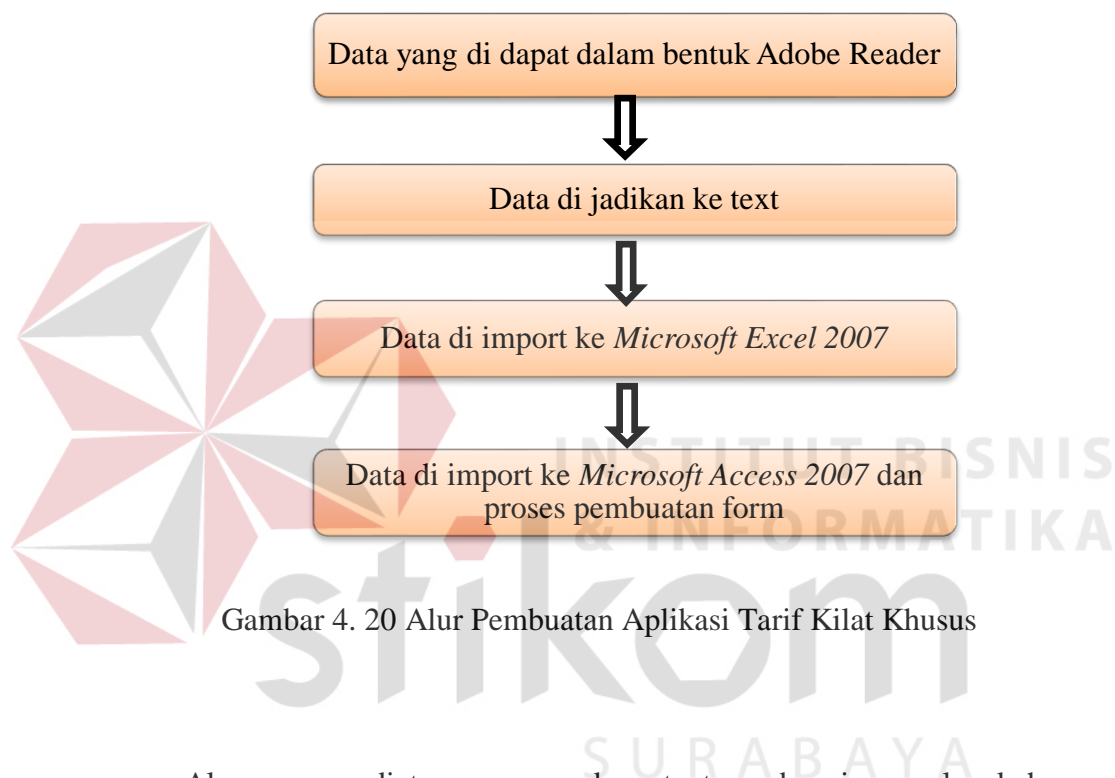 Data yang di dapat dalam bentuk Adobe Reader
Data di jadikan ke text
Data di import ke Microsoft Excel 2007
Data di import ke Microsoft Access 2007 dan
proses pembuatan form
INSTITUT BISNIS
& INFORMATIKA
stikom
Gambar 4. 20 Alur Pembuatan Aplikasi Tarif Kilat Khusus
SURABAYA